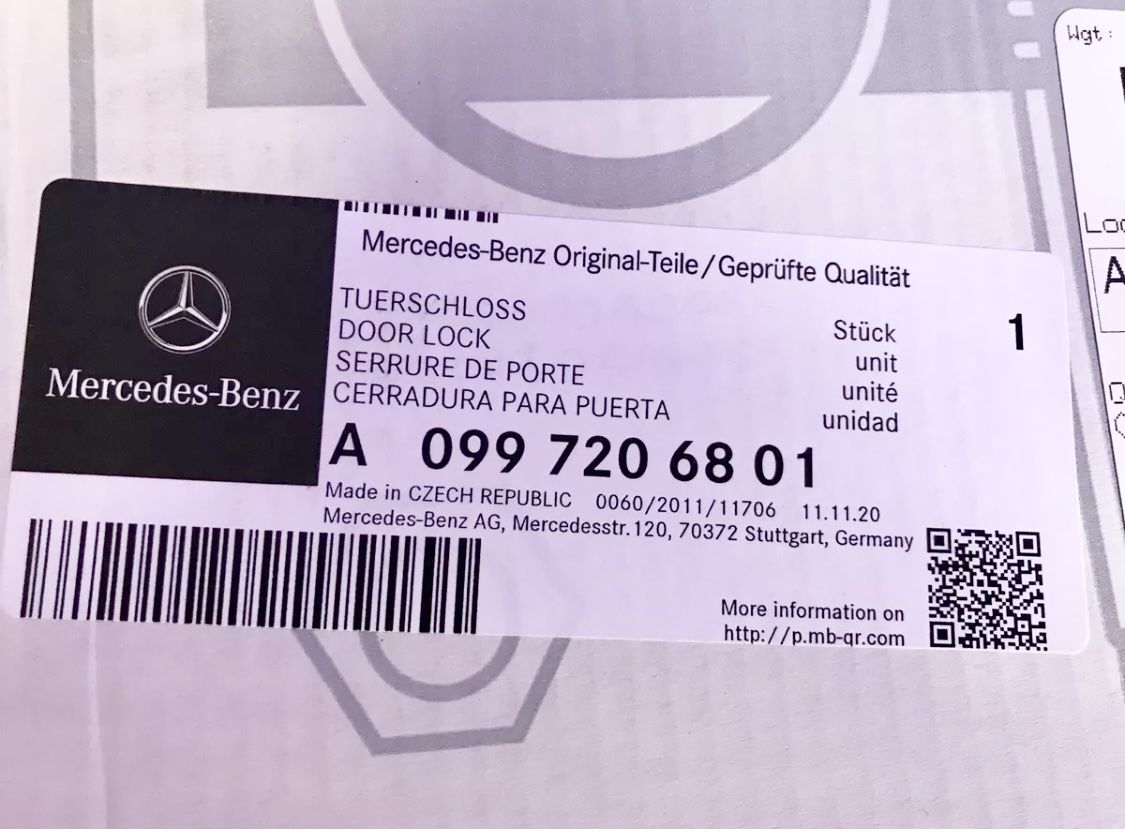 Wgt:
Mercedes-Benz Original-Teile/Geprüfte Qualität
TUERSCHLOSS
DOOR LOCK
SERRURE DE PORTE
CERRADURA PARA PUERTA
Stück
unit
unité
unidad
1
Mercedes-Benz
A 099 720 68 01
Made in CZECH REPUBLIC 0060/2011/11706 11.11.20
Mercedes-Benz AG, Mercedesstr.120, 70372 Stuttgart, Germany
More information on
http://p.mb-qr.com
A